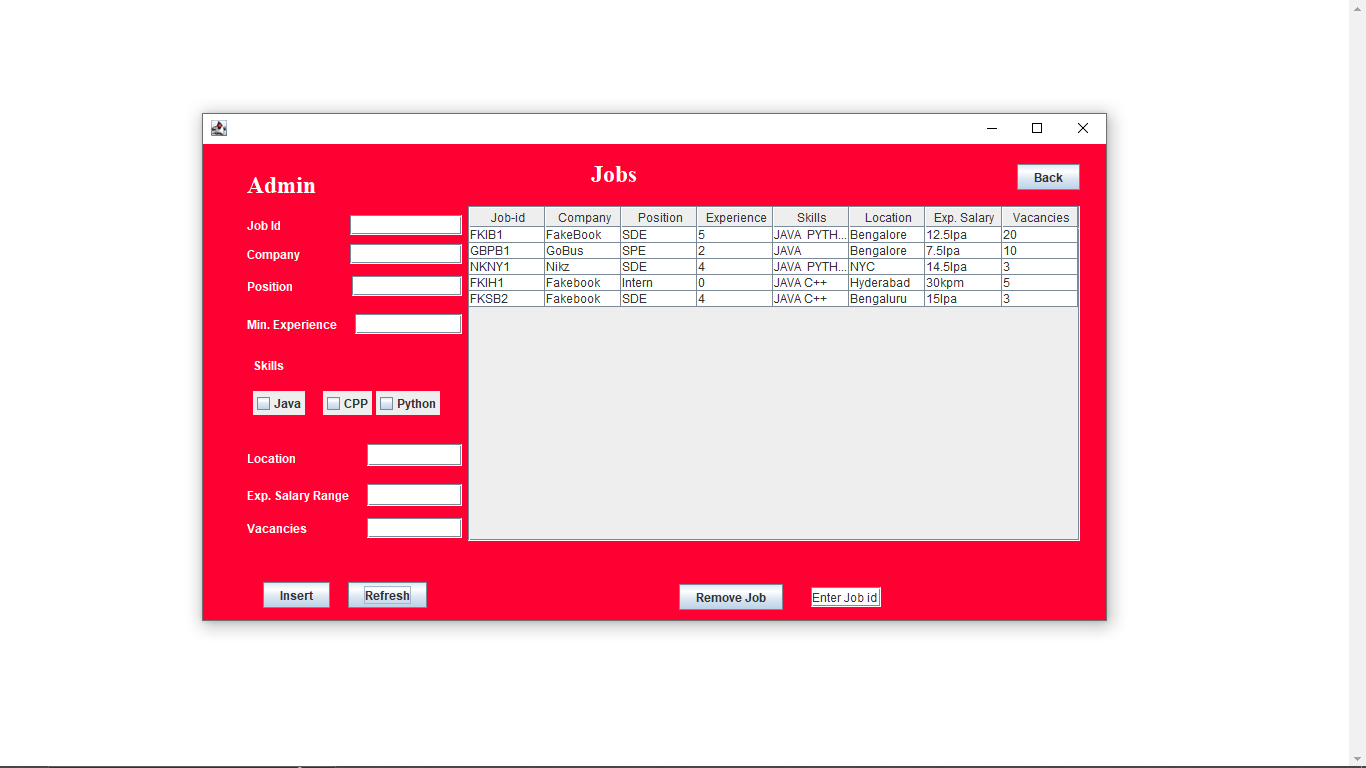 Jobs
Admin
Back
Job Id
Company
Position
Min. Experience
Skills
Java CPP Python
Location
Exp. Salary Range
Vacancies
Insert Refresh
Job-id Company Position Experience Skills Location Exp. Salary Vacancies
FKIB1 FakeBook SDE 5 JAVA PYTH... Bengalore 12.5lpa 20
GBPB1 GoBus SPE 2 JAVA Bengalore 7.5lpa 10
NKNY1 Nikz SDE 4 JAVA PYTH... NYC 14.5lpa 3
FKIH1 Fakebook Intern 0 JAVA C++ Hyderabad 30kpm 5
FKSB2 Fakebook SDE 4 JAVA C++ Bengaluru 15lpa 3
Remove Job Enter Job id